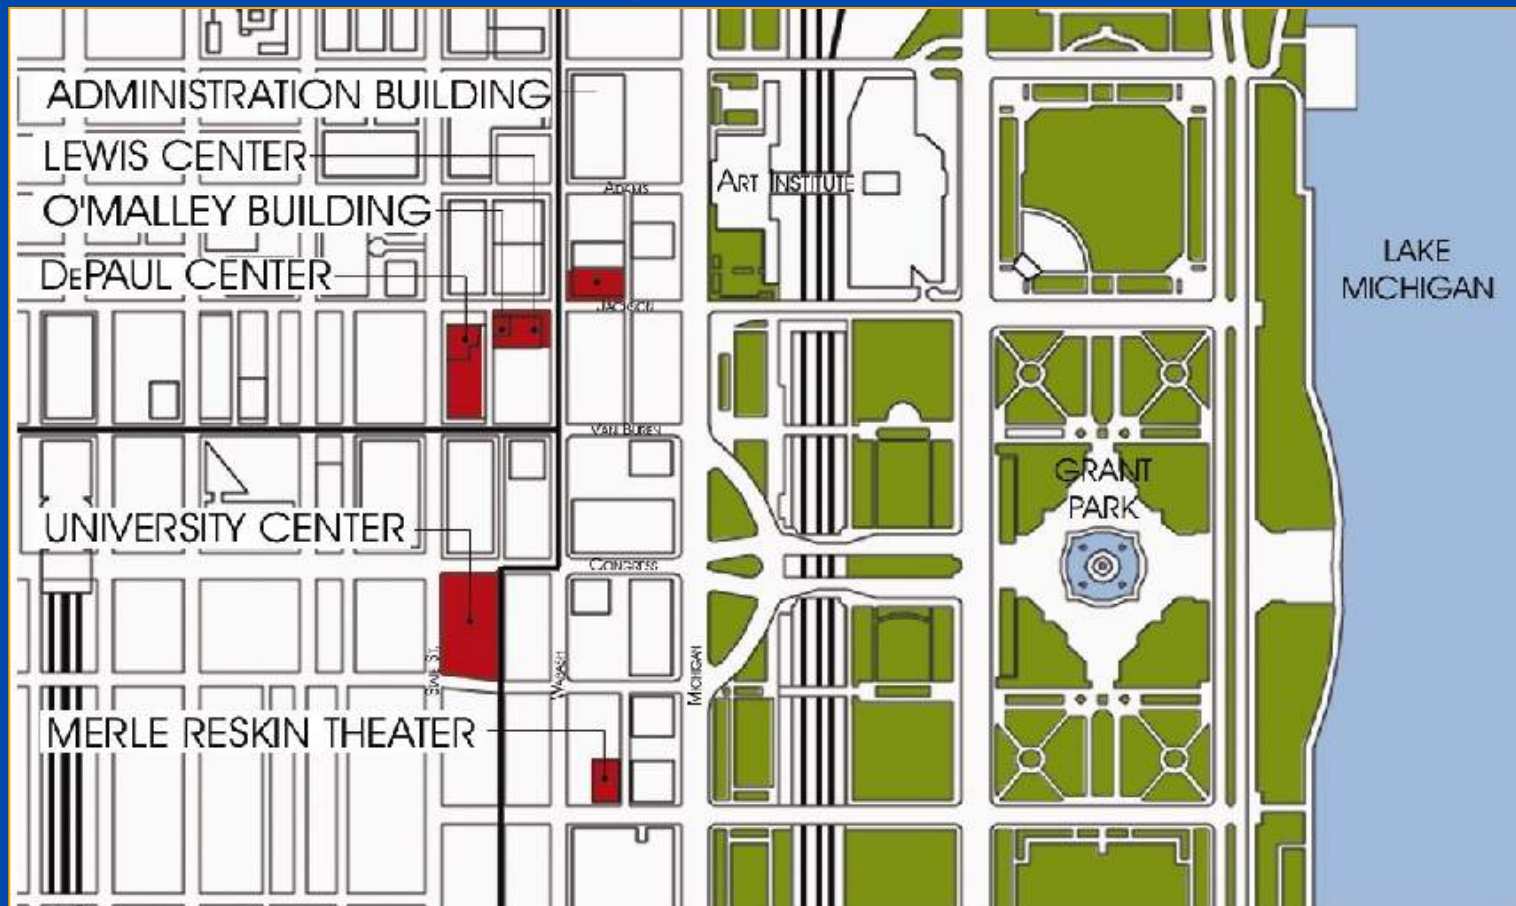 ADMINISTRATION BUILDING
LEWIS CENTER
ADAMS
ART INSTITUTE
O'MALLEY BUILDING
DEPAUL CENTER
JACKSON
LAKE
MICHIGAN
VAN BUREN
GRANT
PARK
UNIVERSITY CENTER
CONGRESS
STATE ST.
WABASH
MICHIGAN
MERLE RESKIN THEATER